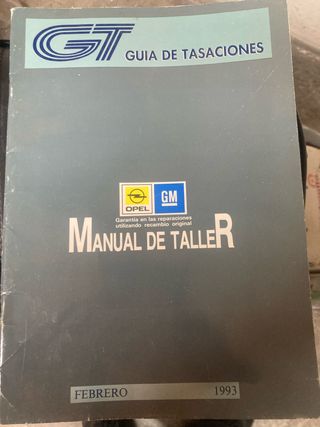 GT GUIA DE TASACIONES
OPEL GM
Garantía en las reparaciones
utilizando recambio original
MANUAL DE TALLER
FEBRERO 1993